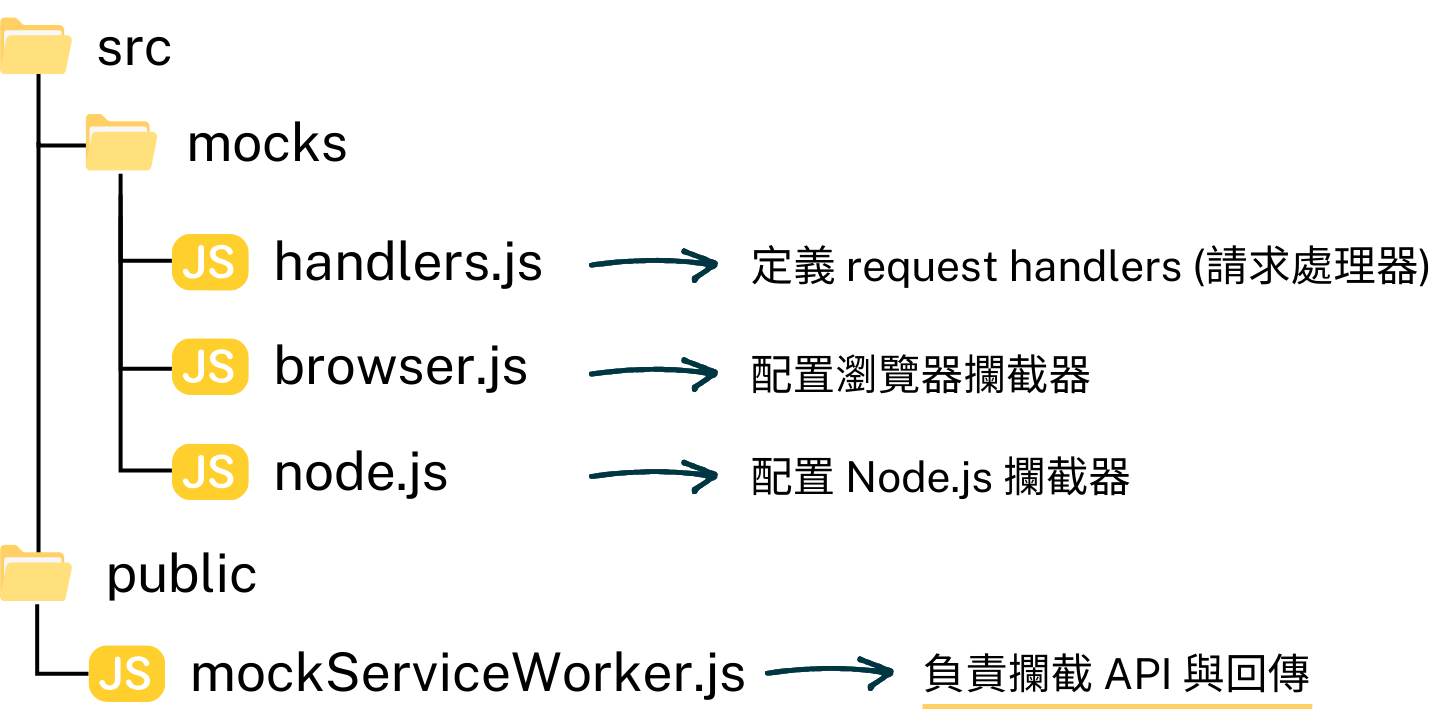 src
mocks
JS handlers.js 定義 request handlers (請求處理器)
JS browser.js 配置瀏覽器攔截器
JS node.js 配置 Node.js 攔截器
public
JS mockServiceWorker.js 負責攔截 API 與回傳